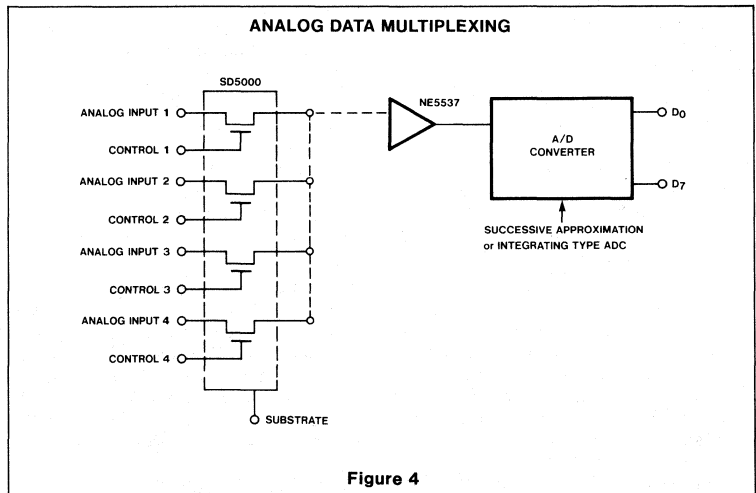 ANALOG DATA MULTIPLEXING
SD5000
NE5537
ANALOG INPUT 1
CONTROL 1
ANALOG INPUT 2
CONTROL 2
ANALOG INPUT 3
CONTROL 3
ANALOG INPUT 4
CONTROL 4
SUBSTRATE
A/D
CONVERTER
D0
D7
SUCCESSIVE APPROXIMATION
or INTEGRATING TYPE ADC
Figure 4